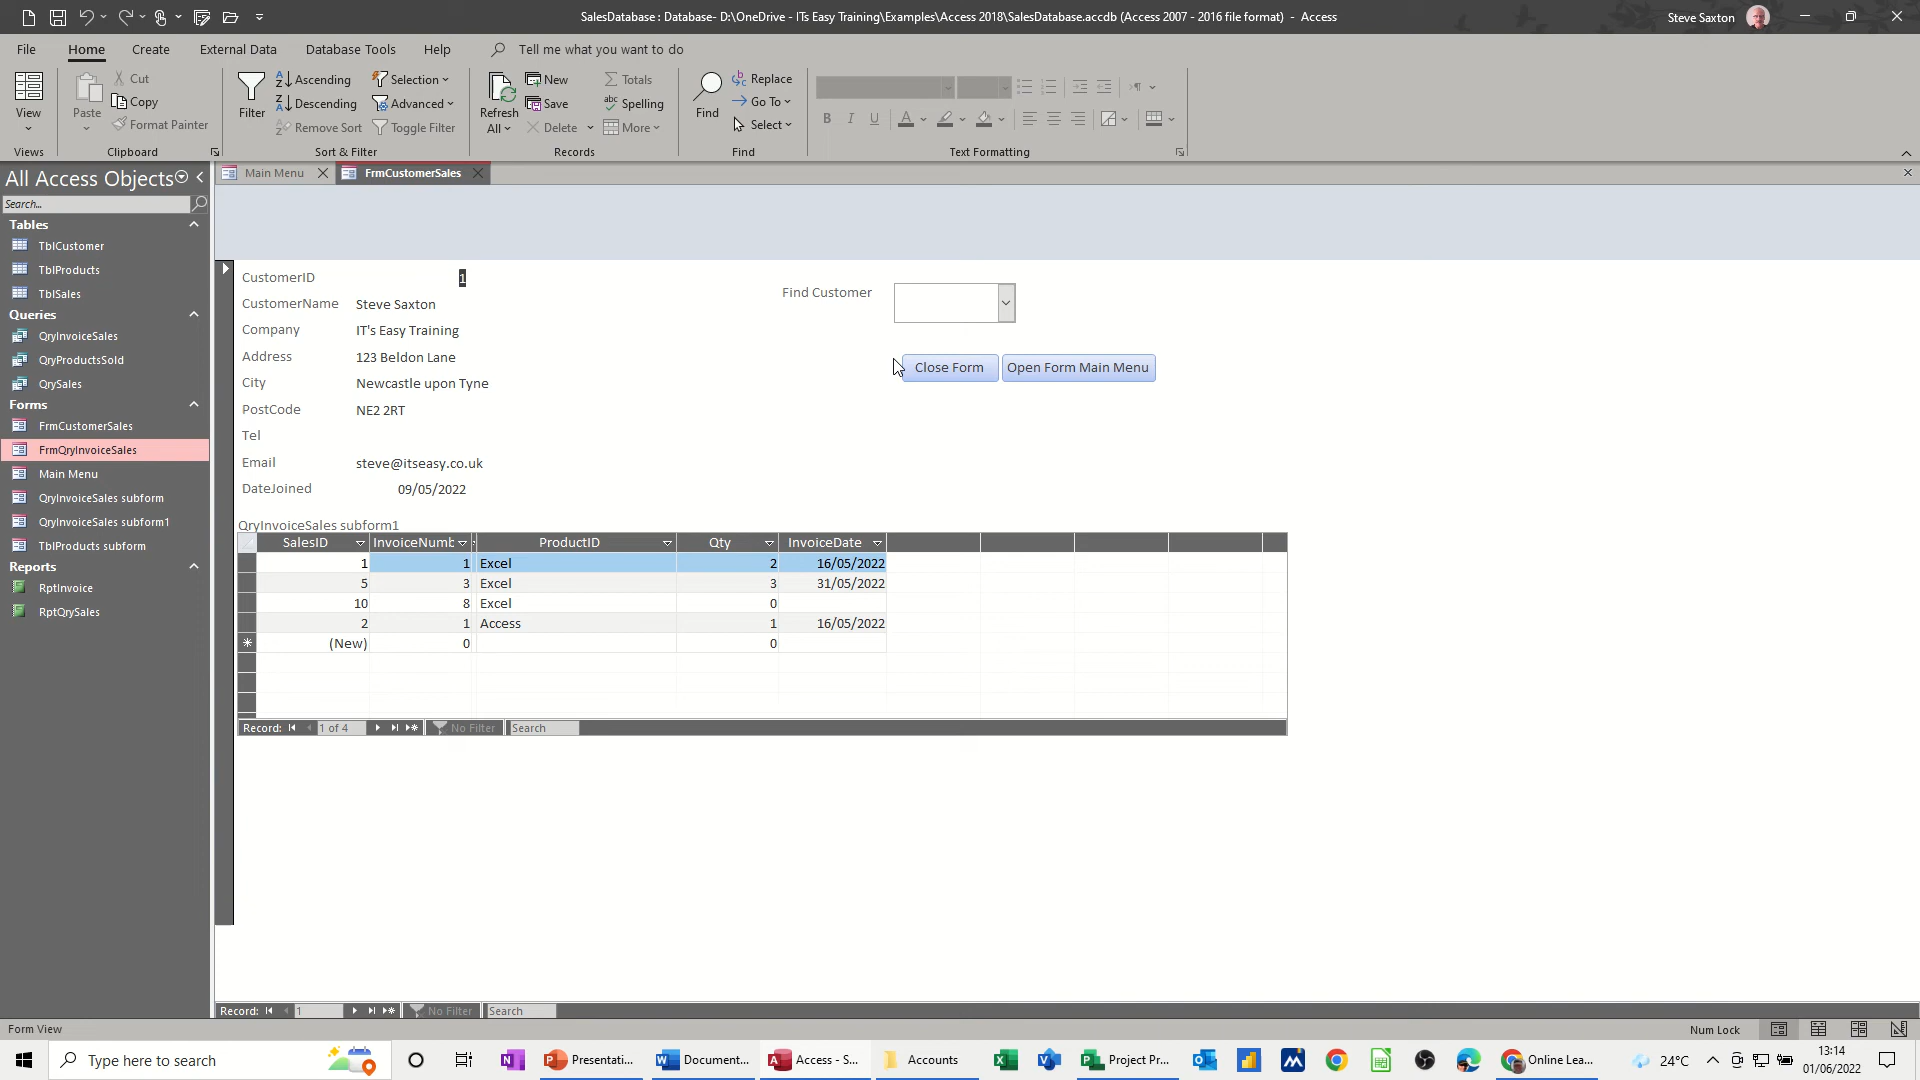 SalesDatabase : Database- D:\OneDrive - ITs Easy Training\Examples\Access 2018\SalesDatabase.accdb (Access 2007 - 2016 file format) - Access
Steve Saxton
File Home Create External Data Database Tools Help Tell me what you want to do
View
Views
Paste
Cut
Copy
Format Painter
Clipboard
Filter
Ascending
Descending
Remove Sort
Selection
Advanced
Toggle Filter
Sort & Filter
Refresh All
New
Save
Delete
Totals
Spelling
More
Records
Find
Replace
Go To
Select
Find
B I U
Text Formatting
All Access Objects
Search...
Tables
TblCustomer
TblProducts
TblSales
Queries
QryInvoiceSales
QryProductsSold
QrySales
Forms
FrmCustomerSales
FrmQryInvoiceSales
Main Menu
QryInvoiceSales subform
QryInvoiceSales subform1
TblProducts subform
Reports
RptInvoice
RptQrySales
Main Menu
FrmCustomerSales
CustomerID 1
CustomerName Steve Saxton
Company IT's Easy Training
Address 123 Beldon Lane
City Newcastle upon Tyne
PostCode NE2 2RT
Tel
Email steve@itseasy.co.uk
DateJoined 09/05/2022
Find Customer
Close Form
Open Form Main Menu
QryInvoiceSales subform1
SalesID InvoiceNumb ProductID Qty InvoiceDate
1 1 Excel 2 16/05/2022
5 3 Excel 3 31/05/2022
10 8 Excel 0
2 1 Access 1 16/05/2022
(New) 0 0
Record: 1 of 4 No Filter Search
Record: 1 No Filter Search
Form View
Num Lock
Type here to search
Presentati...
Document...
Access - S...
Accounts
Project Pr...
Online Lea...
24°C
13:14
01/06/2022